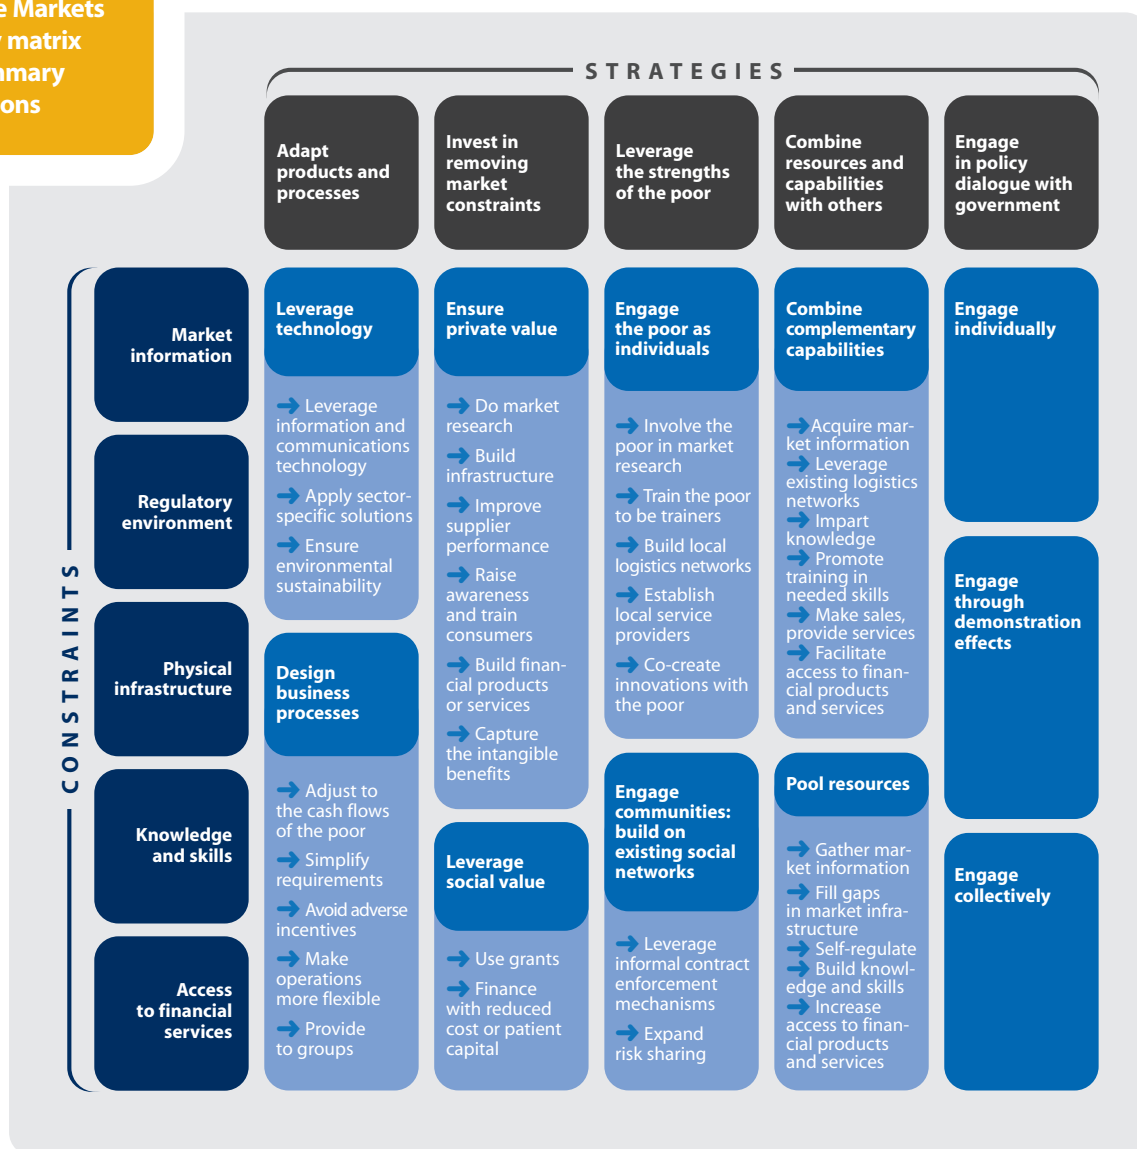 e Markets
matrix
mmary
ons
STRATEGIES
Adapt
products and
processes
Invest in
removing
market
constraints
Leverage
the strengths
of the poor
Combine
resources and
capabilities
with others
Engage
in policy
dialogue with
government
CONSTRAINTS
Market
information
Regulatory
environment
Physical
infrastructure
Knowledge
and skills
Access
to financial
services
Leverage
technology
➔ Leverage
information and
communications
technology
➔ Apply sector-
specific solutions
➔ Ensure
environmental
sustainability
Design
business
processes
➔ Adjust to
the cash flows
of the poor
➔ Simplify
requirements
➔ Avoid adverse
incentives
➔ Make
operations
more flexible
➔ Provide
to groups
Ensure
private value
➔ Do market
research
➔ Build
infrastructure
➔ Improve
supplier
performance
➔ Raise
awareness
and train
consumers
➔ Build finan-
cial products
or services
➔ Capture
the intangible
benefits
Leverage
social value
➔ Use grants
➔ Finance
with reduced
cost or patient
capital
Engage
the poor as
individuals
➔ Involve the
poor in market
research
➔ Train the poor
to be trainers
➔ Build local
logistics networks
➔ Establish
local service
providers
➔ Co-create
innovations with
the poor
Engage
communities:
build on
existing social
networks
➔ Leverage
informal contract
enforcement
mechanisms
➔ Expand
risk sharing
Combine
complementary
capabilities
➔Acquire mar-
ket information
➔ Leverage
existing logistics
networks
➔ Impart
knowledge
➔ Promote
training in
needed skills
➔ Make sales,
provide services
➔ Facilitate
access to finan-
cial products
and services
Pool resources
➔ Gather mar-
ket information
➔ Fill gaps
in market infra-
structure
➔ Self-regulate
➔ Build knowl-
edge and skills
➔ Increase
access to finan-
cial products
and services
Engage
individually
Engage
through
demonstration
effects
Engage
collectively